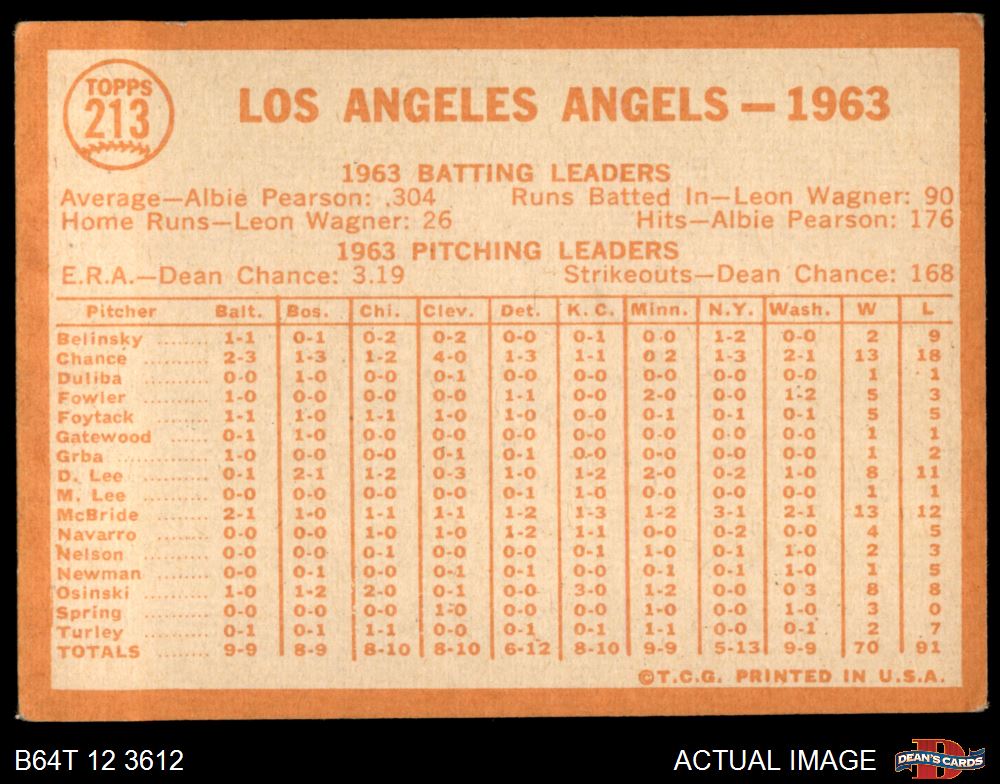 TOPPS
213
LOS ANGELES ANGELS — 1963
1963 BATTING LEADERS
Average—Albie Pearson: .304 Runs Batted In—Leon Wagner: 90
Home Runs—Leon Wagner: 26 Hits—Albie Pearson: 176
1963 PITCHING LEADERS
E.R.A.—Dean Chance: 3.19 Strikeouts—Dean Chance: 168
Pitcher Balt. Bos. Chi. Clev. Det. K. C. Minn. N.Y. Wash. W L
Belinsky ........ 1-1 0-1 0-2 0-2 0-0 0-1 0-0 1-2 0-0 2 9
Chance ........ 2-3 1-3 1-2 4-0 1-3 1-1 0 2 1-3 2-1 13 18
Duliba ........ 0-0 1-0 0-0 0-1 0-0 0-0 0-0 0-0 0-0 1 1
Fowler ........ 1-0 0-0 0-0 0-0 1-1 0-0 2-0 0-0 1-2 5 3
Foytack ........ 1-1 1-0 1-1 1-0 1-0 0-0 0-1 0-1 0-1 5 5
Gatewood ...... 0-1 1-0 0-0 0-0 0-0 0-0 0-0 0-0 0-0 1 1
Grba ........ 0-0 1-0 0-0 0-1 0-1 0-0 0-0 0-0 0-0 1 2
D. Lee ........ 0-1 2-1 1-2 0-3 1-0 1-2 2-0 0-2 1-0 8 11
M. Lee ........ 0-0 0-0 0-0 0-0 0-1 1-0 0-0 0-0 0-0 1 1
McBride ........ 2-1 1-0 1-1 1-1 1-2 1-3 1-2 3-1 2-1 13 12
Navarro ........ 0-0 0-0 1-0 1-0 1-2 1-1 0-0 0-2 0-0 4 5
Nelson ........ 0-0 0-0 0-1 0-0 0-0 0-1 1-0 0-1 1-0 2 3
Newman ........ 0-0 0-1 0-0 0-1 0-1 0-0 0-1 0-1 1-0 1 5
Osinski ........ 1-0 1-2 2-0 0-1 0-0 3-0 1-2 0-0 0 3 8 8
Spring ........ 0-0 0-0 0-0 1-0 0-0 0-0 1-0 0-0 1-0 3 0
Turley ........ 0-1 0-1 1-1 0-0 0-1 0-1 1-1 0-0 0-1 2 7
TOTALS 9-9 8-9 8-10 8-10 6-12 8-10 9-9 5-13 9-9 70 91
©T.C.G. PRINTED IN U.S.A.
B64T 12 3612 ACTUAL IMAGE DEAN'S CARDS